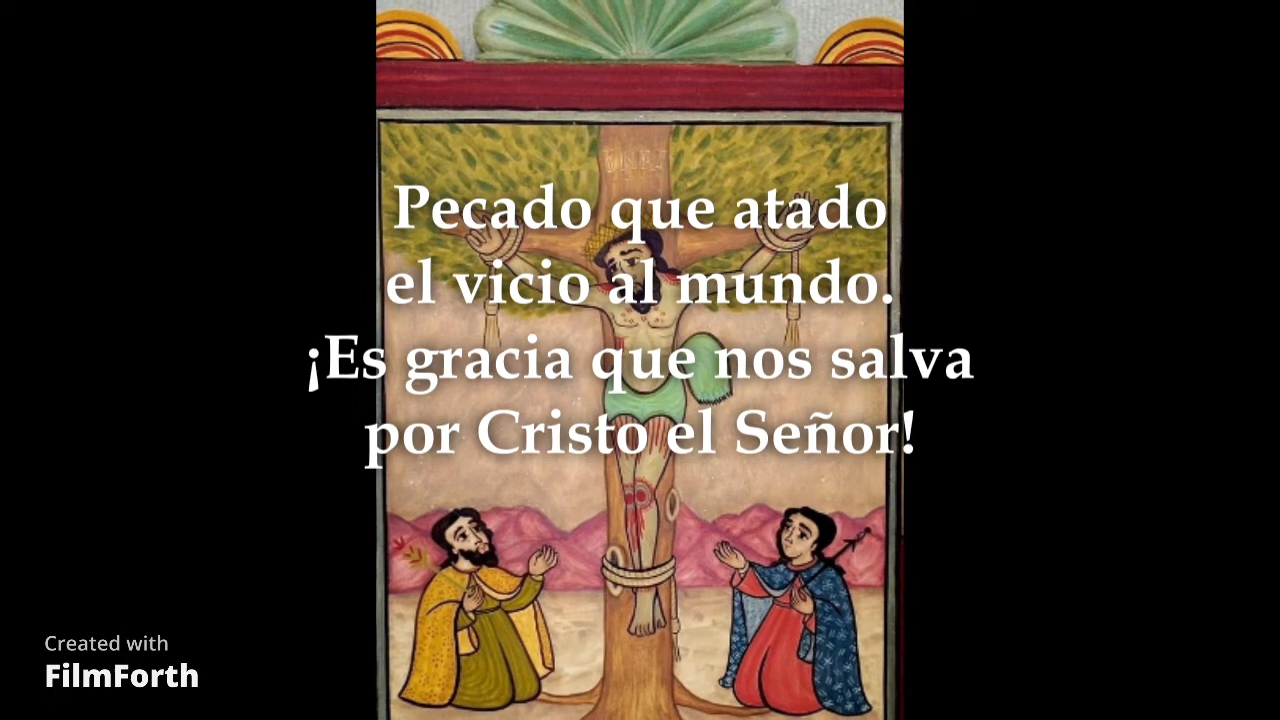 Pecado que atado
el vicio al mundo.
¡Es gracia que nos salva
por Cristo el Señor!
Created with
FilmForth